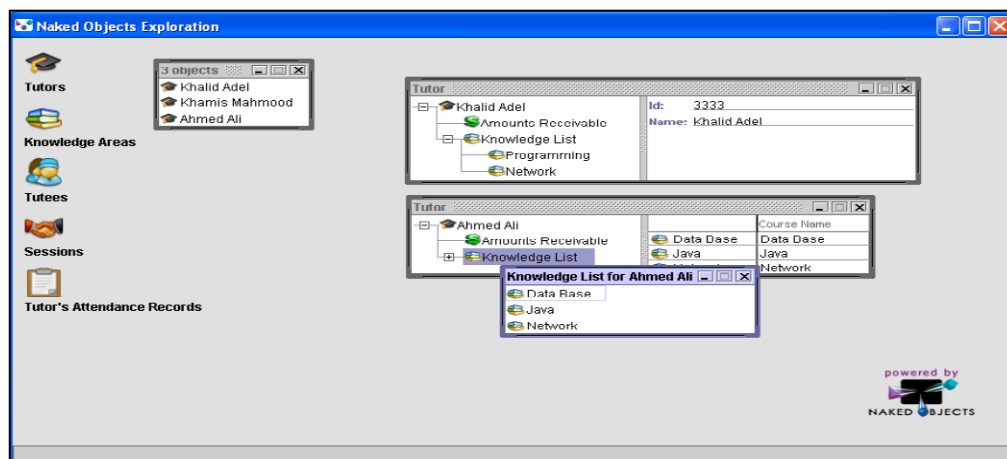 Naked Objects Exploration
Tutors
Knowledge Areas
Tutees
Sessions
Tutor's Attendance Records
3 objects
Khalid Adel
Khamis Mahmood
Ahmed Ali
Tutor
Khalid Adel
Amounts Receivable
Knowledge List
Programming
Network
Id: 3333
Name: Khalid Adel
Tutor
Ahmed Ali
Amounts Receivable
Knowledge List
Course Name
Data Base Data Base
Java Java
Network
Knowledge List for Ahmed Ali
Data Base
Java
Network
powered by
NAKED OBJECTS